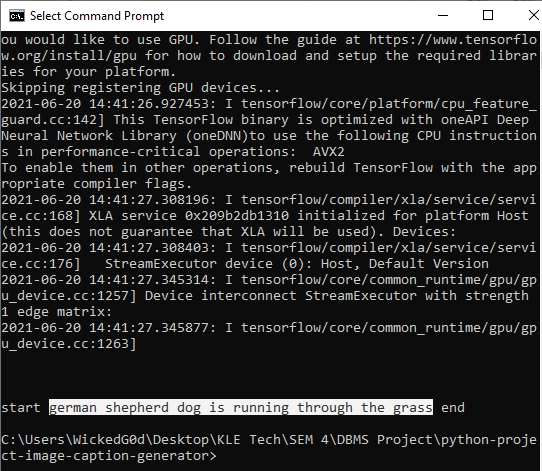 Select Command Prompt
ou would like to use GPU. Follow the guide at https://www.tensorflo
w.org/install/gpu for how to download and setup the required librar
ies for your platform.
Skipping registering GPU devices...
2021-06-20 14:41:26.927453: I tensorflow/core/platform/cpu_feature_
guard.cc:142] This TensorFlow binary is optimized with oneAPI Deep
Neural Network Library (oneDNN)to use the following CPU instruction
s in performance-critical operations:  AVX2
To enable them in other operations, rebuild TensorFlow with the app
ropriate compiler flags.
2021-06-20 14:41:27.308196: I tensorflow/compiler/xla/service/servi
ce.cc:168] XLA service 0x209b2db1310 initialized for platform Host
(this does not guarantee that XLA will be used). Devices:
2021-06-20 14:41:27.308403: I tensorflow/compiler/xla/service/servi
ce.cc:176]   StreamExecutor device (0): Host, Default Version
2021-06-20 14:41:27.345314: I tensorflow/core/common_runtime/gpu/gp
u_device.cc:1257] Device interconnect StreamExecutor with strength
1 edge matrix:
2021-06-20 14:41:27.345877: I tensorflow/core/common_runtime/gpu/gp
u_device.cc:1263]
start german shepherd dog is running through the grass end
C:\Users\WickedG0d\Desktop\KLE Tech\SEM 4\DBMS Project\python-proje
ct-image-caption-generator>